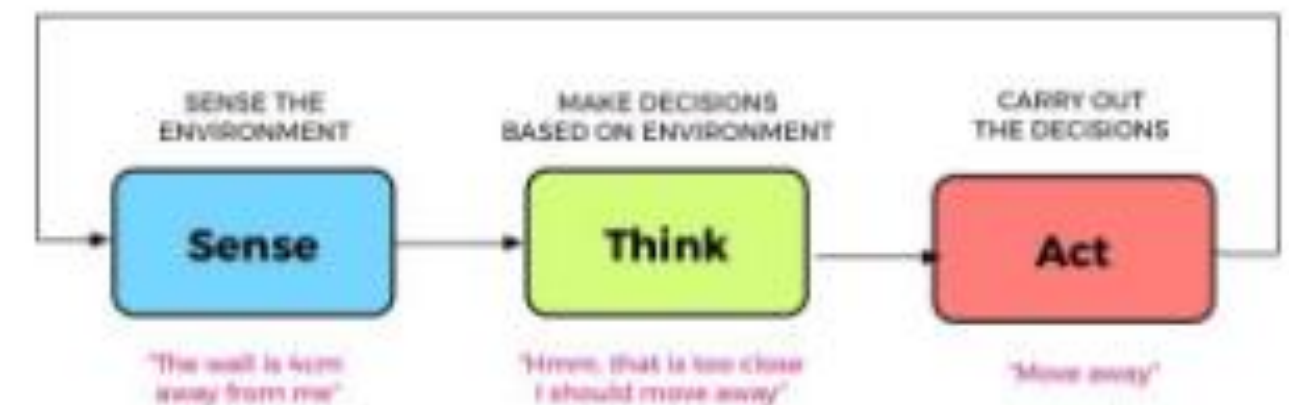 SENSE THE
ENVIRONMENT
MAKE DECISIONS
BASED ON ENVIRONMENT
CARRY OUT
THE DECISIONS
Sense
Think
Act
"The wall is 4cm
away from me"
"Hmm, that is too close
I should move away"
"Move away"